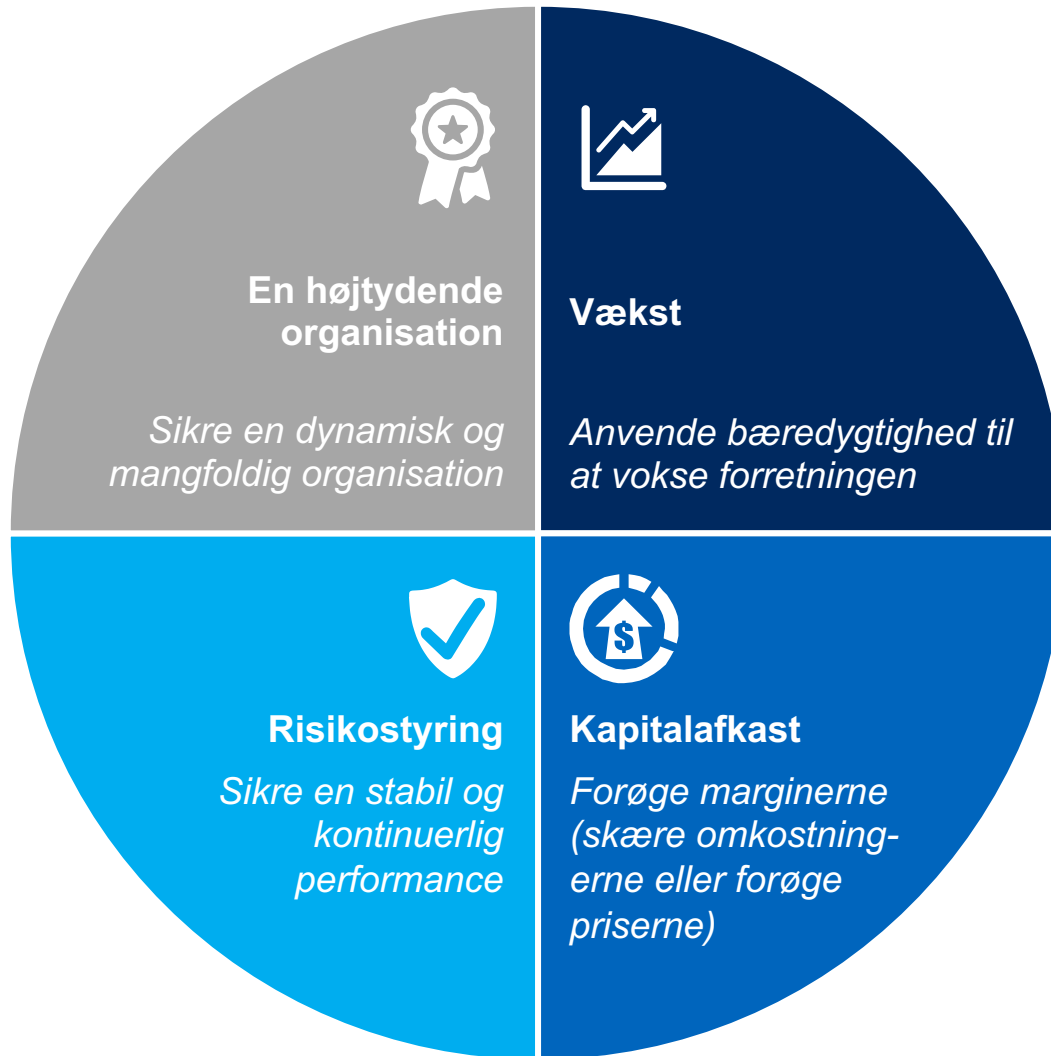 En højtydende
organisation
Sikre en dynamisk og
mangfoldig organisation
Vækst
Anvende bæredygtighed til
at vokse forretningen
Risikostyring
Sikre en stabil og
kontinuerlig
performance
$
Kapitalafkast
Forøge marginerne
(skære omkostning-
erne eller forøge
priserne)